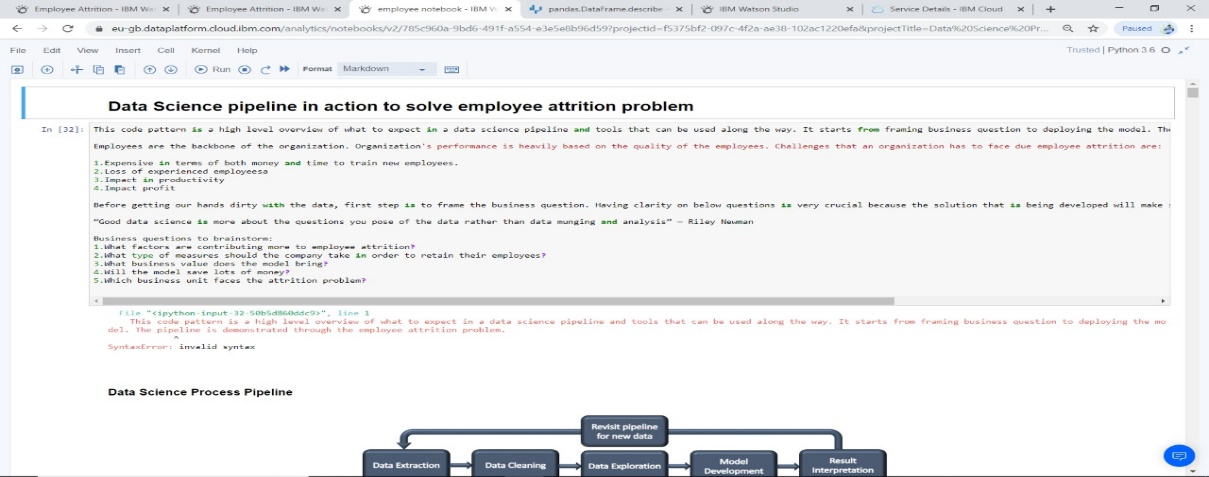 Employee Attrition - IBM Wa
Employee Attrition - IBM Wa
employee notebook - IBM W
pandas.DataFrame.describe
IBM Watson Studio
Service Details - IBM Cloud
eu-gb.dataplatform.cloud.ibm.com/analytics/notebooks/v2/785c960a-9bd6-491f-a554-e3e5e8b96d59?projectid=f5375bf2-097c-4f2a-ae38-102ac1220efa&projectTitle=Data%20Science%20Pr...
Paused
File Edit View Insert Cell Kernel Help
Trusted | Python 3.6
Run Format Markdown
Data Science pipeline in action to solve employee attrition problem
In [32]: This code pattern is a high level overview of what to expect in a data science pipeline and tools that can be used along the way. It starts from framing business question to deploying the model. The
Employees are the backbone of the organization. Organization's performance is heavily based on the quality of the employees. Challenges that an organization has to face due employee attrition are:
1.Expensive in terms of both money and time to train new employees.
2.Loss of experienced employeesa
3.Impact in productivity
4.Impact profit
Before getting our hands dirty with the data, first step is to frame the business question. Having clarity on below questions is very crucial because the solution that is being developed will make
“Good data science is more about the questions you pose of the data rather than data munging and analysis” — Riley Newman
Business questions to brainstorm:
1.What factors are contributing more to employee attrition?
2.What type of measures should the company take in order to retain their employees?
3.What business value does the model bring?
4.Will the model save lots of money?
5.Which business unit faces the attrition problem?
File "<ipython-input-32-50b5d860ddc9>", line 1
This code pattern is a high level overview of what to expect in a data science pipeline and tools that can be used along the way. It starts from framing business question to deploying the mo
del. The pipeline is demonstrated through the employee attrition problem.
^
SyntaxError: invalid syntax
Data Science Process Pipeline
Revisit pipeline
for new data
Data Extraction
Data Cleaning
Data Exploration
Model
Development
Result
Interpretation